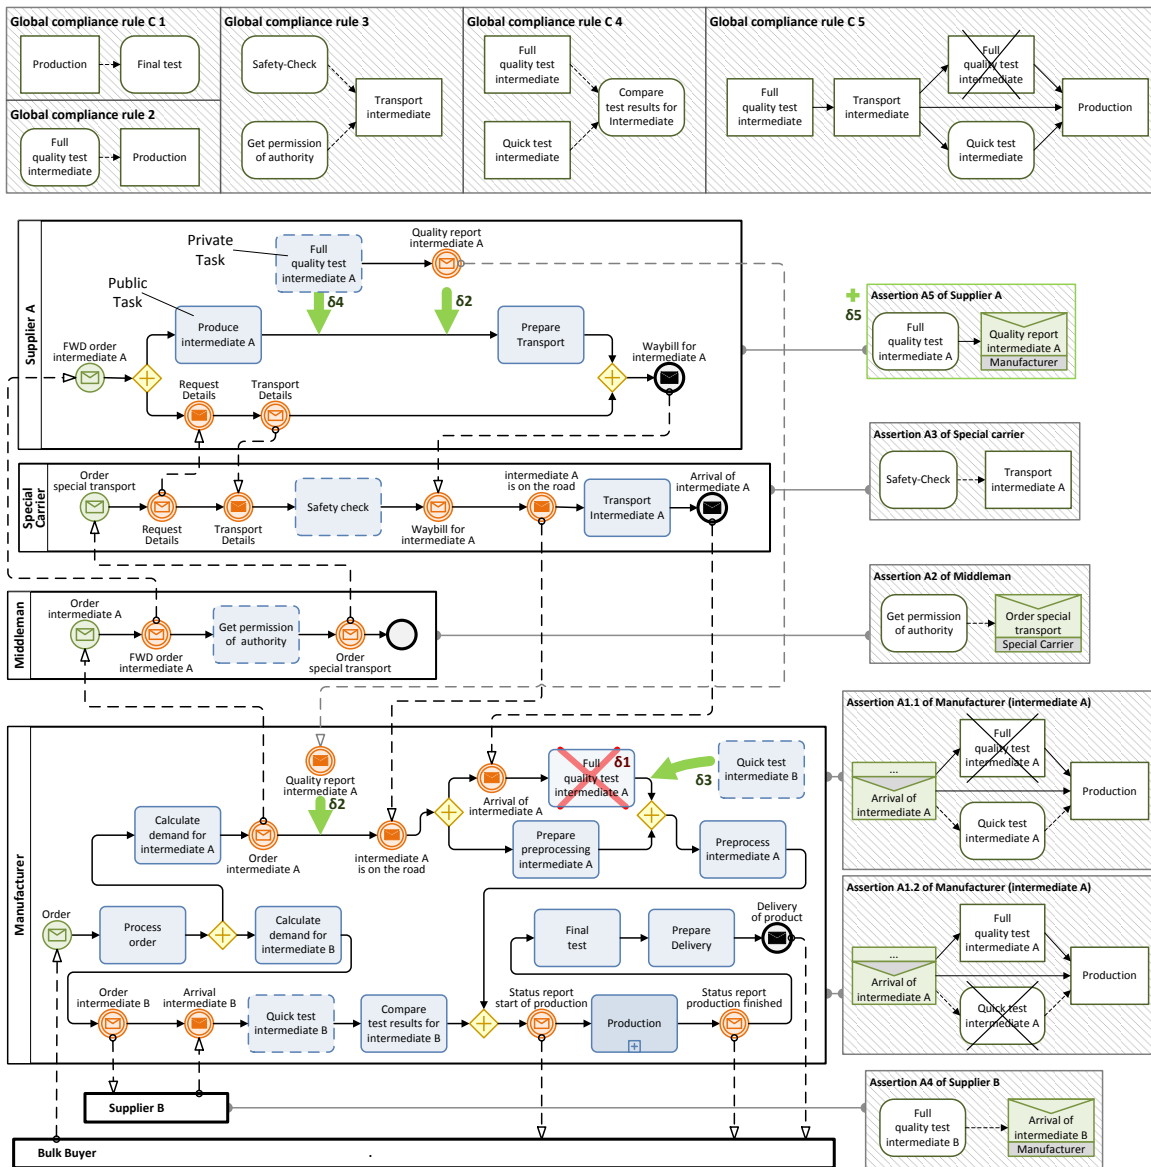 Global compliance rule C 1
Production
Final test
Global compliance rule 2
Full
quality test
intermediate
Production
Global compliance rule 3
Safety-Check
Get permission
of authority
Transport
intermediate
Global compliance rule C 4
Full
quality test
intermediate
Quick test
intermediate
Compare
test results for
Intermediate
Global compliance rule C 5
Full
quality test
intermediate
Transport
intermediate
Full
quality test
intermediate
Quick test
intermediate
Production
Supplier A
Private
Task
Public
Task
Full
quality test
intermediate A
Quality report
intermediate A
δ4
δ2
Produce
intermediate A
Prepare
Transport
FWD order
intermediate A
Request
Details
Transport
Details
Waybill for
intermediate A
δ5
Assertion A5 of Supplier A
Full
quality test
intermediate A
Quality report
intermediate A
Manufacturer
Special
Carrier
Order
special transport
Request
Details
Transport
Details
Safety check
Waybill for
intermediate A
intermediate A
is on the road
Transport
Intermediate A
Arrival of
intermediate A
Assertion A3 of Special carrier
Safety-Check
Transport
intermediate A
Middleman
Order
intermediate A
FWD order
intermediate A
Get permission
of authority
Order
special transport
Assertion A2 of Middleman
Get permission
of authority
Order special
transport
Special Carrier
Manufacturer
Quality report
intermediate A
δ2
Calculate
demand for
intermediate A
Order
intermediate A
intermediate A
is on the road
Arrival of
intermediate A
Full
quality test
intermediate A
δ1
δ3
Quick test
intermediate B
Prepare
preprocessing
intermediate A
Preprocess
intermediate A
Order
Process
order
Calculate
demand for
intermediate B
Final
test
Prepare
Delivery
Delivery
of product
Order
intermediate B
Arrival
intermediate B
Quick test
intermediate B
Compare
test results for
intermediate B
Status report
start of production
Production
Status report
production finished
Assertion A1.1 of Manufacturer (intermediate A)
...
Arrival of
intermediate A
Full
quality test
intermediate A
Quick test
intermediate A
Production
Assertion A1.2 of Manufacturer (intermediate A)
...
Arrival of
intermediate A
Full
quality test
intermediate A
Quick test
intermediate A
Production
Supplier B
Assertion A4 of Supplier B
Full
quality test
intermediate B
Arrival of
intermediate B
Manufacturer
Bulk Buyer
.